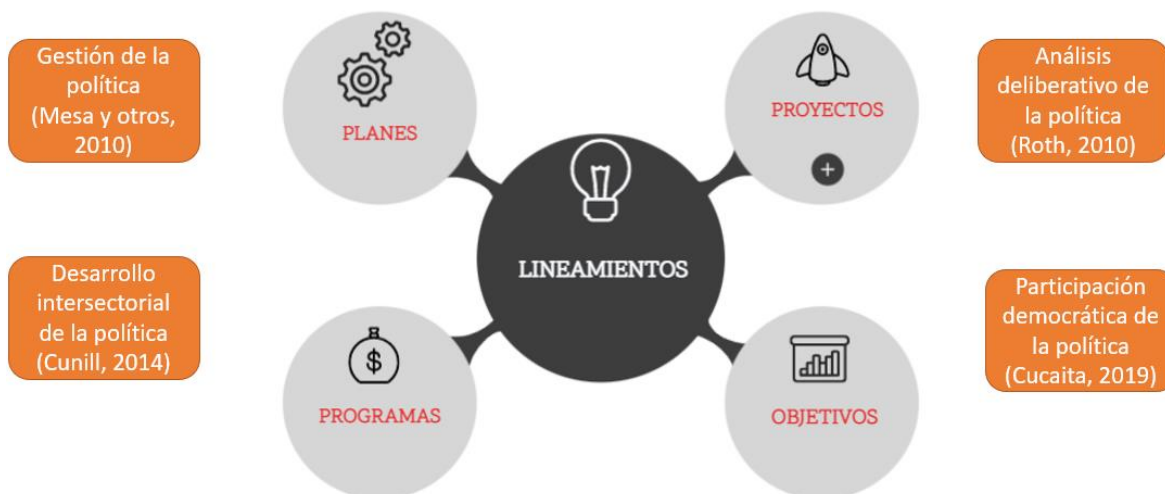 Gestión de la
política
(Mesa y otros,
2010)
PLANES
PROYECTOS
+
Análisis
deliberativo de
la política
(Roth, 2010)
LINEAMIENTOS
Desarrollo
intersectorial
de la política
(Cunill, 2014)
$
PROGRAMAS
OBJETIVOS
Participación
democrática de
la política
(Cucaita, 2019)